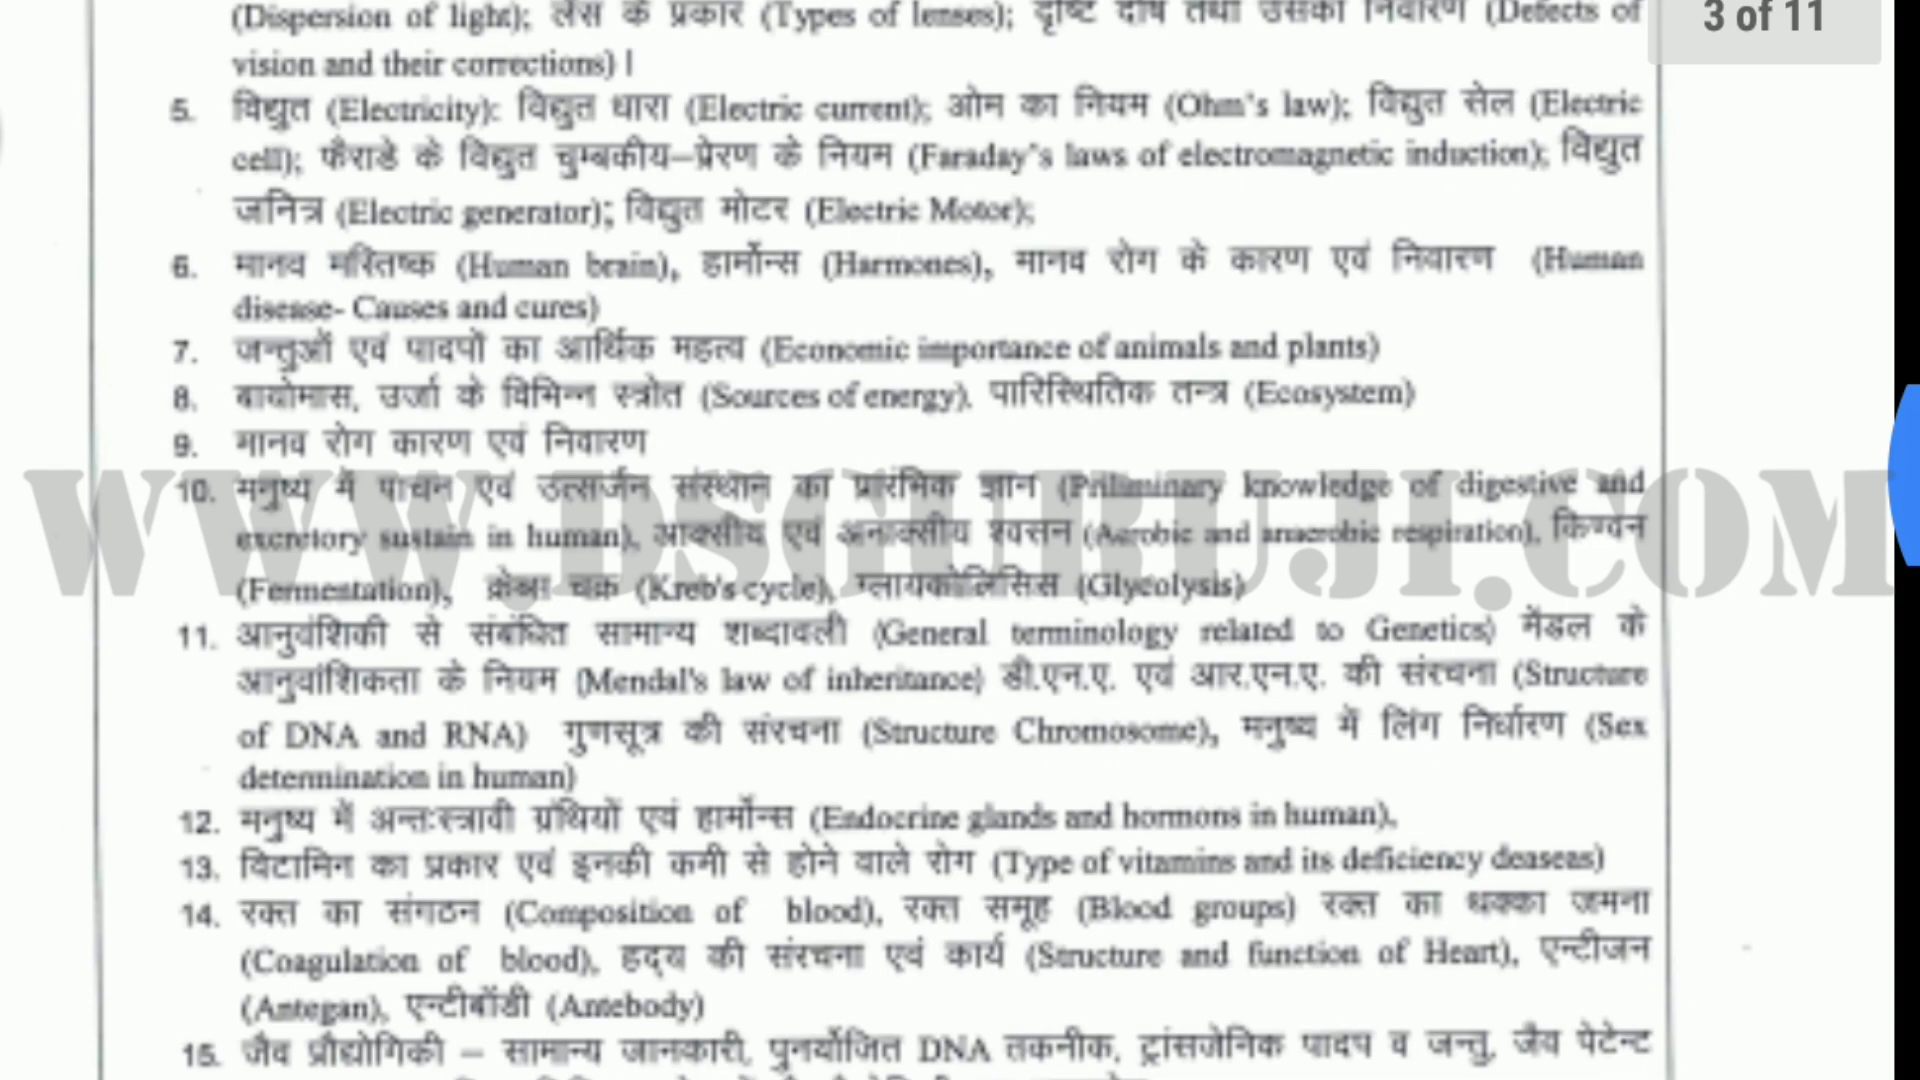 (Dispersion of light); लेंस के प्रकार (Types of lenses); दृष्टि दोष तथा उसका निवारण (Defects of
3 of 11
vision and their corrections) |
5. विद्युत (Electricity): विद्युत धारा (Electric current); ओम का नियम (Ohm's law); विद्युत सेल (Electric
cell); फैराडे के विद्युत चुम्बकीय–प्रेरण के नियम (Faraday's laws of electromagnetic induction); विद्युत
जनित्र (Electric generator); विद्युत मोटर (Electric Motor);
6. मानव मस्तिष्क (Human brain), हार्मोन्स (Harmones), मानव रोग के कारण एवं निवारण (Human
disease- Causes and cures)
7. जन्तुओं एवं पादपों का आर्थिक महत्व (Economic importance of animals and plants)
8. बायोमास, उर्जा के विभिन्न स्त्रोत (Sources of energy), पारिस्थितिक तन्त्र (Ecosystem)
9. मानव रोग कारण एवं निवारण
WWW.DSGURUJI.COM
10. मनुष्य में पाचन एवं उत्सर्जन संस्थान का प्रारंभिक ज्ञान (Priliminary knowledge of digestive and
excretory sustain in human), आक्सीय एवं अनाक्सीय श्वसन (Aerobic and anaerobic respiration), किण्वन
(Fermentation), क्रेब्स चक्र (Kreb's cycle), ग्लायकोलिसिस (Glycolysis)
11. आनुवंशिकी से संबंधित सामान्य शब्दावली (General terminology related to Genetics) मेंडल के
आनुवांशिकता के नियम (Mendal's law of inheritance) डी.एन.ए. एवं आर.एन.ए. की संरचना (Structure
of DNA and RNA) गुणसूत्र की संरचना (Structure Chromosome), मनुष्य में लिंग निर्धारण (Sex
determination in human)
12. मनुष्य में अन्तःस्त्रावी ग्रंथियों एवं हार्मोन्स (Endocrine glands and hormons in human),
13. विटामिन का प्रकार एवं इनकी कमी से होने वाले रोग (Type of vitamins and its deficiency deaseas)
14. रक्त का संगठन (Composition of blood), रक्त समूह (Blood groups) रक्त का थक्का जमना
(Coagulation of blood), हृदय की संरचना एवं कार्य (Structure and function of Heart), एन्टीजन
(Antegan), एन्टीबॉडी (Antebody)
15. जैव प्रौद्योगिकी – सामान्य जानकारी, पुनर्योजित DNA तकनीक, ट्रांसजेनिक पादप व जन्तु, जैव पेटेन्ट